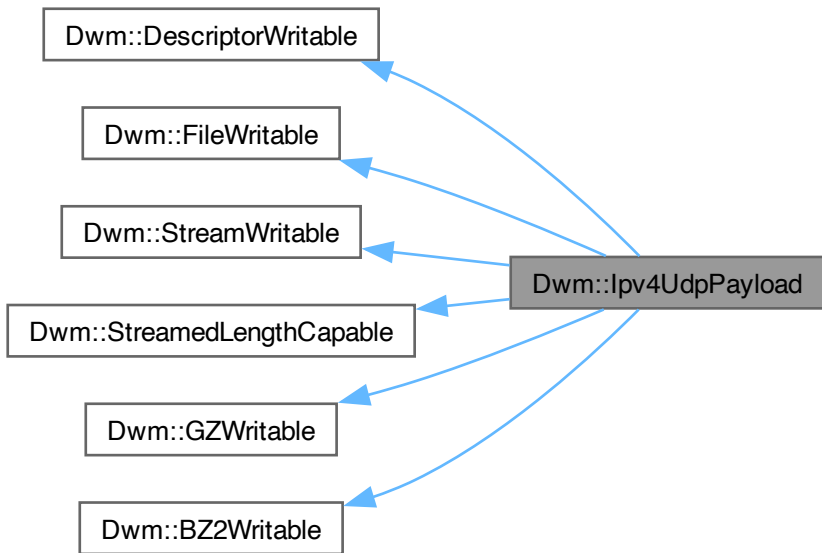 Dwm::DescriptorWritable
Dwm::FileWritable
Dwm::StreamWritable
Dwm::Ipv4UdpPayload
Dwm::StreamedLengthCapable
Dwm::GZWritable
Dwm::BZ2Writable